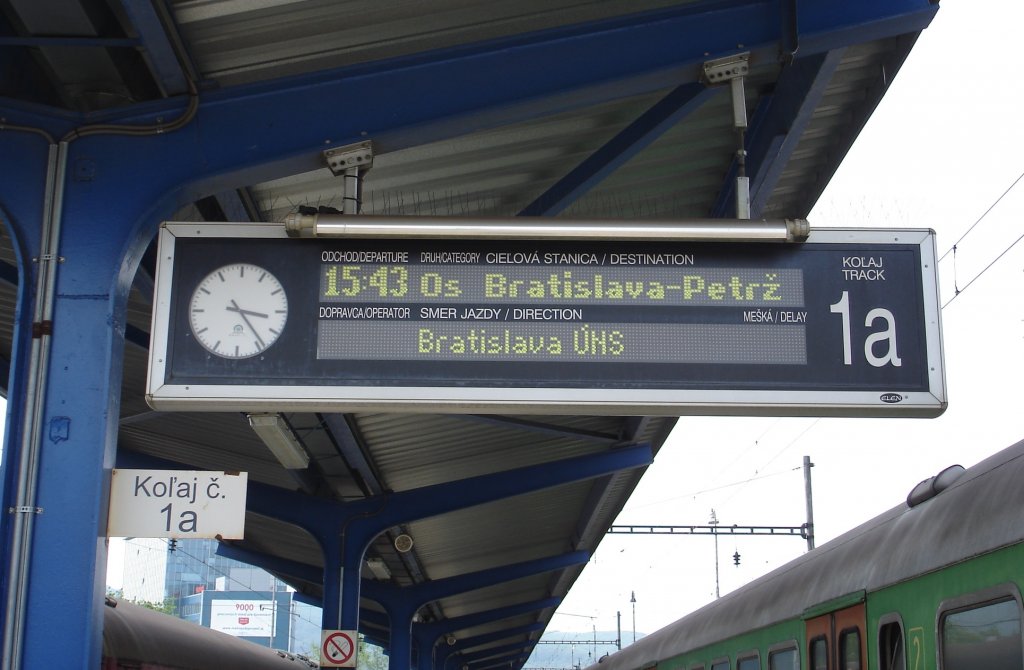 ODCHOD/DEPARTURE DRUH/CATEGORY CIEĽOVÁ STANICA / DESTINATION
15:43 Os Bratislava-Petrž
DOPRAVCA/OPERATOR SMER JAZDY / DIRECTION MEŠKÁ / DELAY
Bratislava ÚNS
KOĽAJ
TRACK
1a
ELEN
Koľaj č.
1a
9000
21